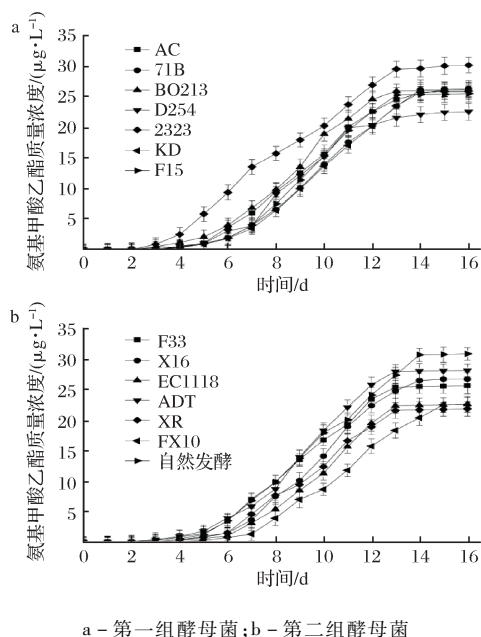 a
氨基甲酸乙酯质量浓度/(μg·L⁻¹)
35
30
25
20
15
10
5
AC
71B
BO213
D254
2323
KD
F15
0 2 4 6 8 10 12 14 16
时间/d
b
氨基甲酸乙酯质量浓度/(μg·L⁻¹)
35
30
25
20
15
10
5
F33
X16
EC1118
ADT
XR
FX10
自然发酵
0 2 4 6 8 10 12 14 16
时间/d
a－第一组酵母菌;b－第二组酵母菌